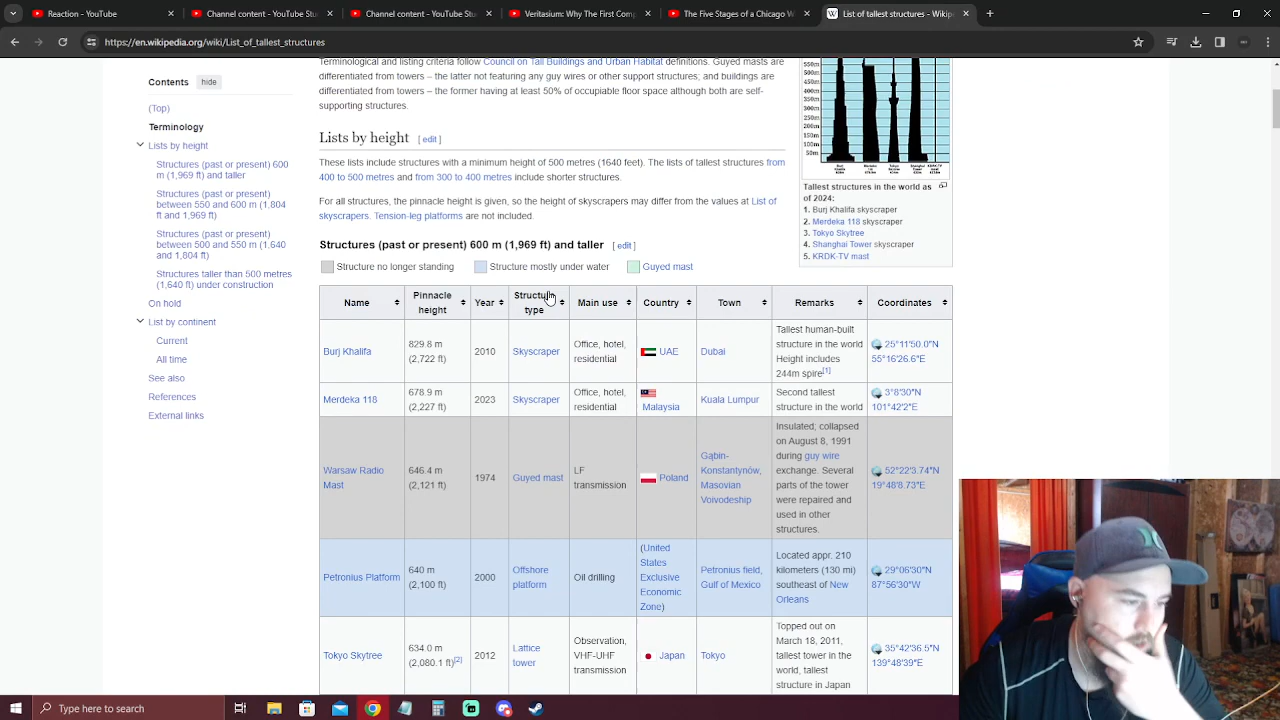 Reaction - YouTube
Canadian Reacts to Belg
Veritasium: YouTube
The Dangers of a Chicago W
List of tallest structures - Wi
https://en.wikipedia.org/wiki/List_of_tallest_structures
Contents hide
(Top)
Terminology
Lists by height
Structures (past or present) 600
m (1,969 ft) and taller
Structures (past or present)
between 550 and 600 m (1,804
ft and 1,969 ft)
Structures (past or present)
between 500 and 550 m (1,640
and 1,804 ft)
Structures taller than 500 metres
(1,640 ft) under construction
On hold
List by continent
Current
All time
See also
References
External links
Terminological and listing criteria follow Council on Tall Buildings and Urban Habitat definitions. Guyed masts are
differentiated from towers – the latter not featuring any guy wires or other support structures; and buildings are
differentiated from towers – the former having at least 50% of occupiable floor space although both are self-
supporting structures.
Lists by height [ edit ]
These lists include structures with a minimum height of 500 metres (1640 feet). The lists of tallest structures from
400 to 500 metres and from 300 to 400 metres include shorter structures.
For all structures, the pinnacle height is given, so the height of skyscrapers may differ from the values at List of
skyscrapers. Tension-leg platforms are not included.
550m
500m
450m
400m
350m
300m
250m
200m
150m
100m
50m
0m
Tallest structures in the world as
of 2024:
1. Burj Khalifa skyscraper
2. Merdeka 118 skyscraper
3. Tokyo Skytree
4. Shanghai Tower skyscraper
5. KRDK-TV mast
Structures (past or present) 600 m (1,969 ft) and taller [ edit ]
Structure no longer standing Structure mostly under water Guyed mast
Name
Pinnacle
height
Year
Structure
type
Main use
Country
Town
Remarks
Coordinates
Burj Khalifa
829.8 m
(2,722 ft)
2010
Skyscraper
Office, hotel,
residential
UAE
Dubai
Tallest human-built
structure in the world
Height includes
244m spire[1]
25°11′50.0″N
55°16′26.6″E
Merdeka 118
678.9 m
(2,227 ft)
2023
Skyscraper
Office, hotel,
residential
Malaysia
Kuala Lumpur
Second tallest
structure in the world
3°8′30″N
101°42′2″E
Warsaw Radio
Mast
646.4 m
(2,121 ft)
1974
Guyed mast
LF
transmission
Poland
Gąbin-
Konstantynów,
Masovian
Voivodeship
Insulated; collapsed
on August 8, 1991
during guy wire
exchange. Several
parts of the tower
were repaired and
used in other
structures.
52°22′3.74″N
19°48′8.73″E
Petronius Platform
640 m
(2,100 ft)
2000
Offshore
platform
Oil drilling
(United
States
Exclusive
Economic
Zone)
Petronius field,
Gulf of Mexico
Located appr. 210
kilometers (130 mi)
southeast of New
Orleans
29°06′30″N
87°56′30″W
Tokyo Skytree
634.0 m
(2,080.1 ft)[2]
2012
Lattice
tower
Observation,
VHF-UHF
transmission
Japan
Tokyo
Topped out on
March 18, 2011,
tallest tower in the
world, tallest
structure in Japan
35°42′36.5″N
139°48′39″E
Type here to search